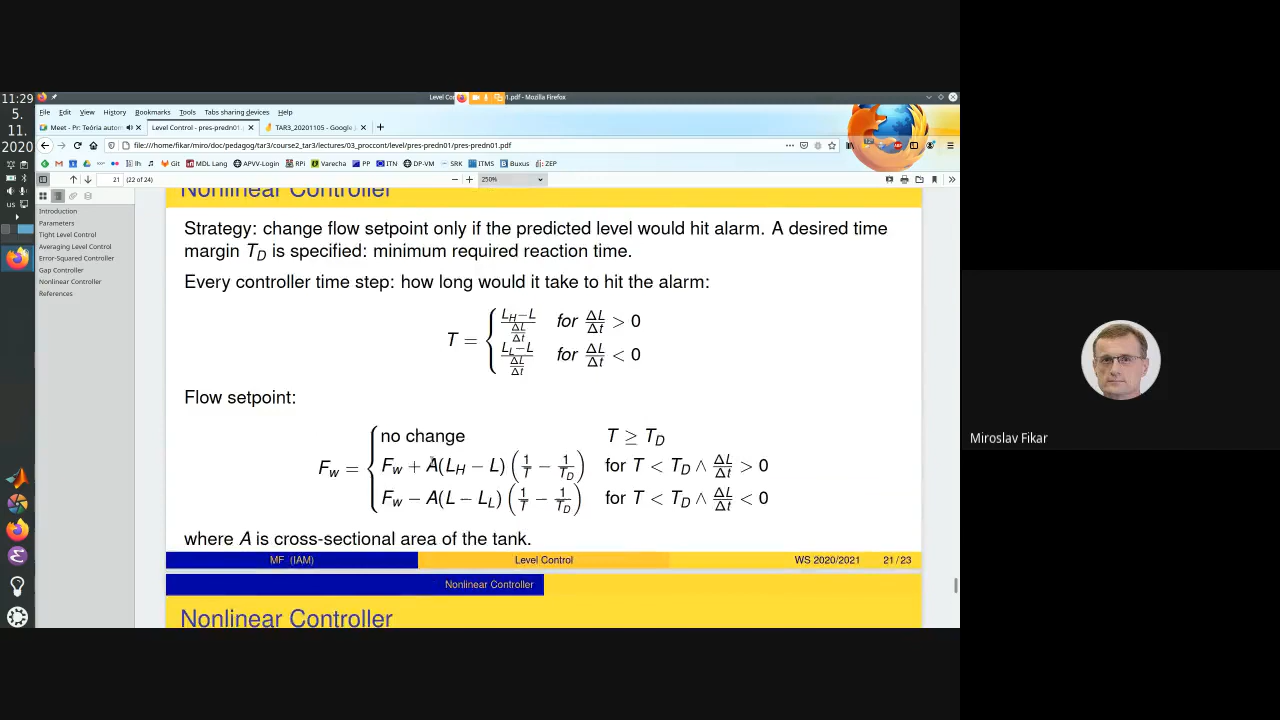 11:29
5.
11.
2020
us
Level Co 1.pdf - Mozilla Firefox
File Edit View History Bookmarks Tools Tabs sharing devices Help
Meet - Pr: Teória autom Level Control - pres-predn01. TAR3_20201105 - Google J
file:///home/fikar/miro/doc/pedagog/tar3/course2_tar3/lectures/03_proccont/level/pres-predn01/pres-predn01.pdf
lh Git MDL Lang APVV-Login RPi Varecha PP ITN DP-VM SRK ITMS Buxus ZEP
21 (22 of 24) 250%
Introduction
Parameters
Tight Level Control
Averaging Level Control
Error-Squared Controller
Gap Controller
Nonlinear Controller
References
Nonlinear Controller
Strategy: change flow setpoint only if the predicted level would hit alarm. A desired time
margin T_D is specified: minimum required reaction time.
Every controller time step: how long would it take to hit the alarm:
T = { (L_H − L)/(ΔL/Δt) for ΔL/Δt > 0
(L_L − L)/(ΔL/Δt) for ΔL/Δt < 0
Flow setpoint:
F_w = { no change T ≥ T_D
F_w + A(L_H − L)(1/T − 1/T_D) for T < T_D ∧ ΔL/Δt > 0
F_w − A(L − L_L)(1/T − 1/T_D) for T < T_D ∧ ΔL/Δt < 0
where A is cross-sectional area of the tank.
MF (IAM) Level Control WS 2020/2021 21 / 23
Nonlinear Controller
Nonlinear Controller
Miroslav Fikar